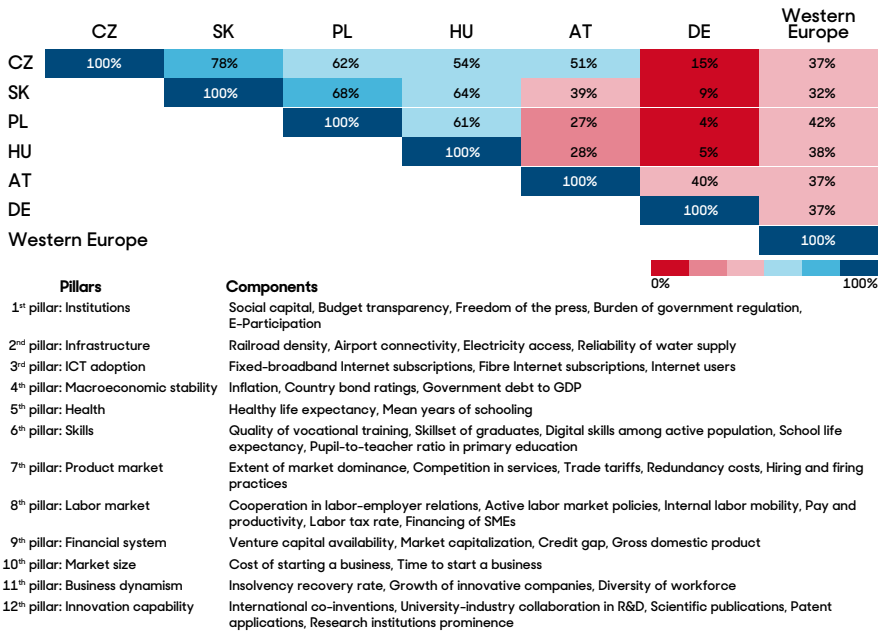 CZ SK PL HU AT DE Western Europe
CZ 100% 78% 62% 54% 51% 15% 37%
SK 100% 68% 64% 39% 9% 32%
PL 100% 61% 27% 4% 42%
HU 100% 28% 5% 38%
AT 100% 40% 37%
DE 100% 37%
Western Europe 100%
0% 100%
Pillars Components
1st pillar: Institutions Social capital, Budget transparency, Freedom of the press, Burden of government regulation,
E-Participation
2nd pillar: Infrastructure Railroad density, Airport connectivity, Electricity access, Reliability of water supply
3rd pillar: ICT adoption Fixed-broadband Internet subscriptions, Fibre Internet subscriptions, Internet users
4th pillar: Macroeconomic stability Inflation, Country bond ratings, Government debt to GDP
5th pillar: Health Healthy life expectancy, Mean years of schooling
6th pillar: Skills Quality of vocational training, Skillset of graduates, Digital skills among active population, School life
expectancy, Pupil-to-teacher ratio in primary education
7th pillar: Product market Extent of market dominance, Competition in services, Trade tariffs, Redundancy costs, Hiring and firing
practices
8th pillar: Labor market Cooperation in labor-employer relations, Active labor market policies, Internal labor mobility, Pay and
productivity, Labor tax rate, Financing of SMEs
9th pillar: Financial system Venture capital availability, Market capitalization, Credit gap, Gross domestic product
10th pillar: Market size Cost of starting a business, Time to start a business
11th pillar: Business dynamism Insolvency recovery rate, Growth of innovative companies, Diversity of workforce
12th pillar: Innovation capability International co-inventions, University-industry collaboration in R&D, Scientific publications, Patent
applications, Research institutions prominence